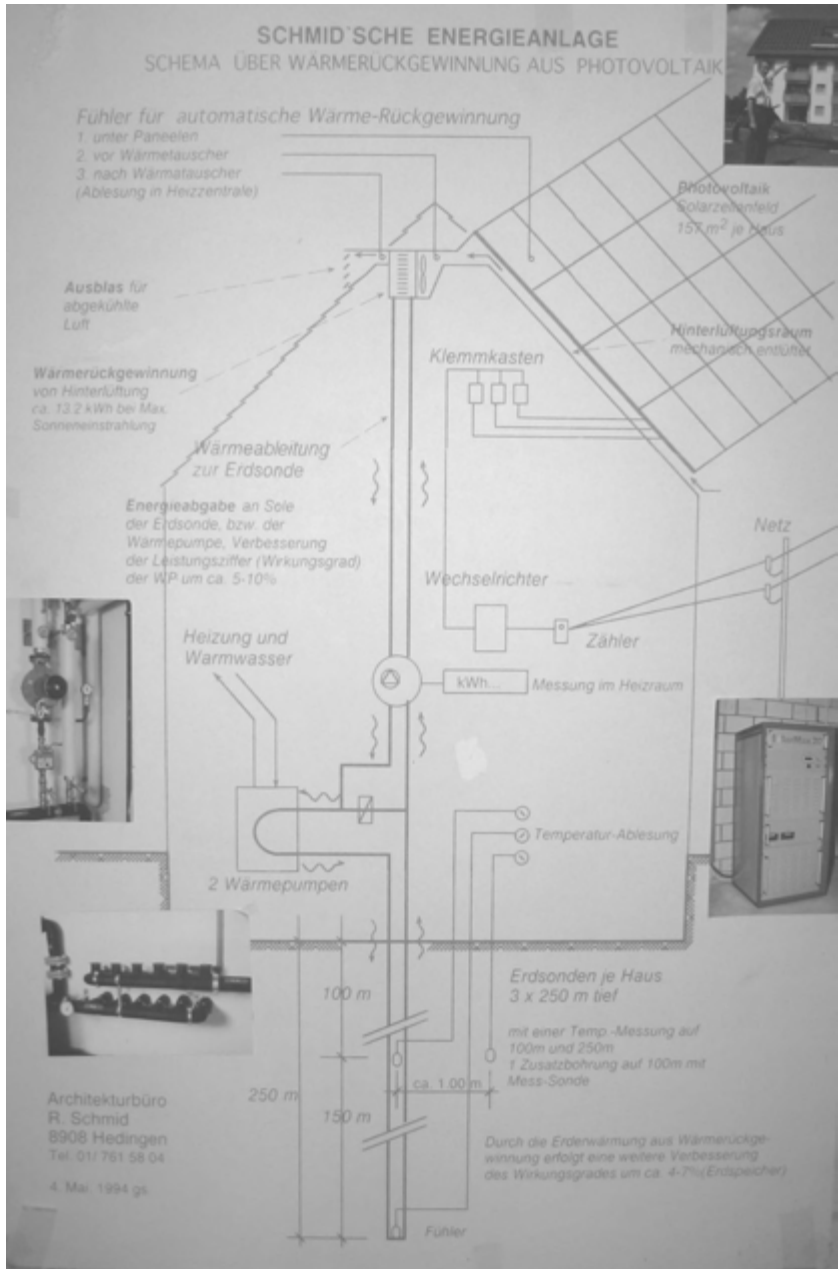 SCHMID'SCHE ENERGIEANLAGE
SCHEMA ÜBER WÄRMERÜCKGEWINNUNG AUS PHOTOVOLTAIK
Fühler für automatische Wärme-Rückgewinnung
1. unter Paneelen
2. vor Wärmetauscher
3. nach Wärmatauscher
(Ablesung in Heizzentrale)
Photovoltaik
Solarzellenfeld
157 m² je Haus
Ausblas für
abgekühlte
Luft
Hinterlüftungsraum
mechanisch entlüftet
Klemmkasten
Wärmerückgewinnung
von Hinterlüftung
ca. 13.2 kWh bei Max.
Sonneneinstrahlung
Wärmeableitung
zur Erdsonde
Energieabgabe an Sole
der Erdsonde, bzw. der
Wärmepumpe, Verbesserung
der Leistungsziffer (Wirkungsgrad)
der WP um ca. 5-10%
Netz
Wechselrichter
Zähler
Heizung und
Warmwasser
kWh...
Messung im Heizraum
Temperatur-Ablesung
2 Wärmepumpen
Erdsonden je Haus
3 x 250 m tief
100 m
mit einer Temp.-Messung auf
100m und 250m
1 Zusatzbohrung auf 100m mit
Mess-Sonde
ca. 1.00 m
250 m
150 m
Architekturbüro
R. Schmid
8908 Hedingen
Tel. 01/ 761 58 04
4. Mai. 1994 gs.
Durch die Erderwärmung aus Wärmerückge-
winnung erfolgt eine weitere Verbesserung
des Wirkungsgrades um ca. 4-7% (Erdspeicher)
Fühler